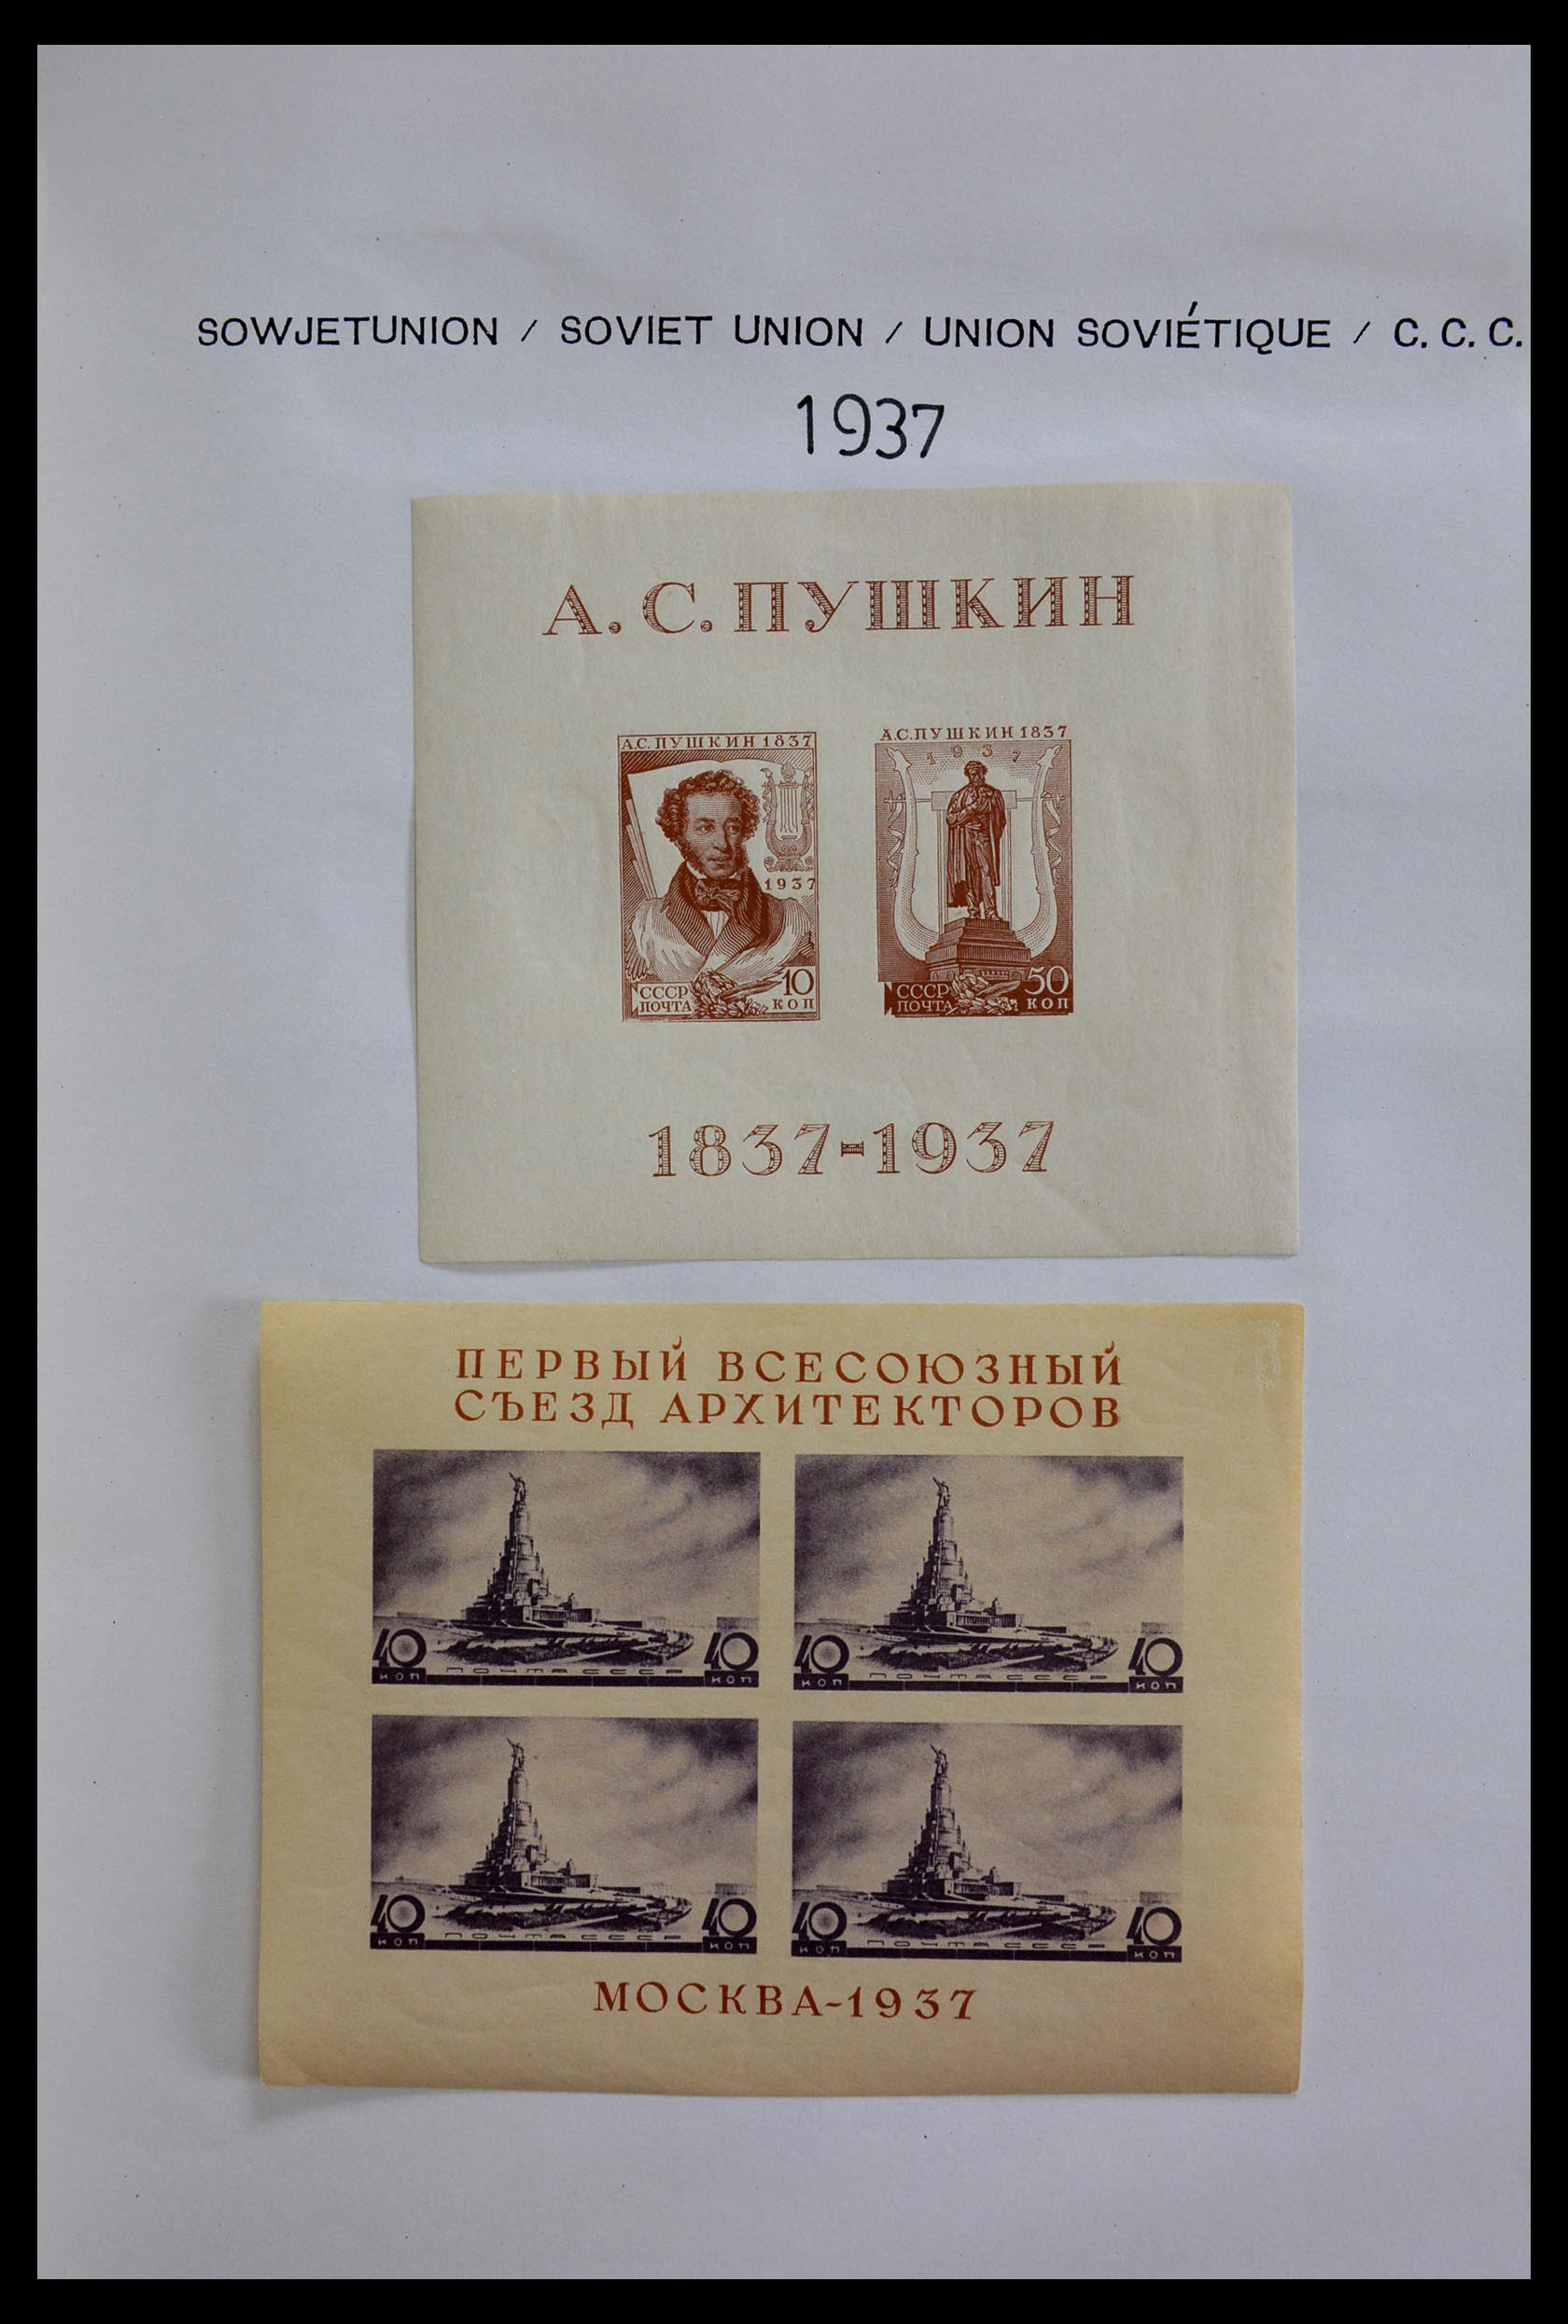 SOWJETUNION / SOVIET UNION / UNION SOVIÉTIQUE / C. C. C.
1937
А. С. ПУШКИН
А.С. ПУШКИН 1837
1937
СССР
ПОЧТА
10
КОП
А.С.ПУШКИН 1837
1937
СССР
ПОЧТА
50
КОП
1837-1937
ПЕРВЫЙ ВСЕСОЮЗНЫЙ
СЪЕЗД АРХИТЕКТОРОВ
40 40
КОП ПОЧТА СССР КОП
40 40
КОП ПОЧТА СССР КОП
40 40
КОП ПОЧТА СССР КОП
40 40
КОП ПОЧТА СССР КОП
МОСКВА-1937